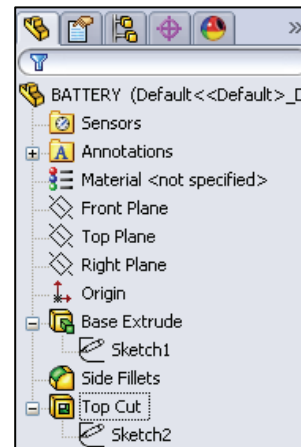 BATTERY (Default<<Default>_D
Sensors
Annotations
Material <not specified>
Front Plane
Top Plane
Right Plane
Origin
Base Extrude
Sketch1
Side Fillets
Top Cut
Sketch2